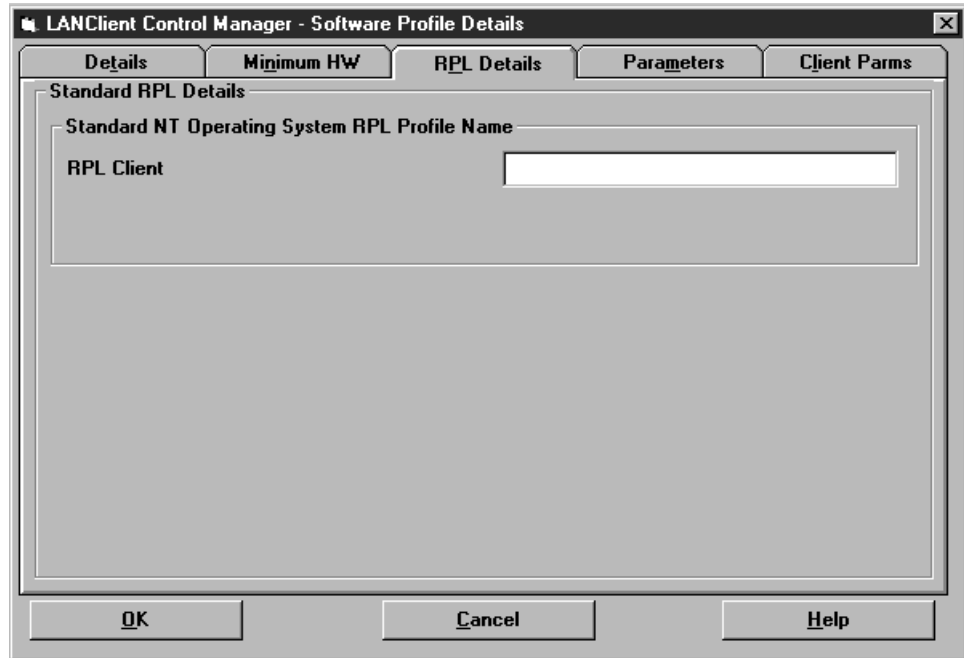 LANClient Control Manager - Software Profile Details
Details Minimum HW RPL Details Parameters Client Parms
Standard RPL Details
Standard NT Operating System RPL Profile Name
RPL Client
OK Cancel Help